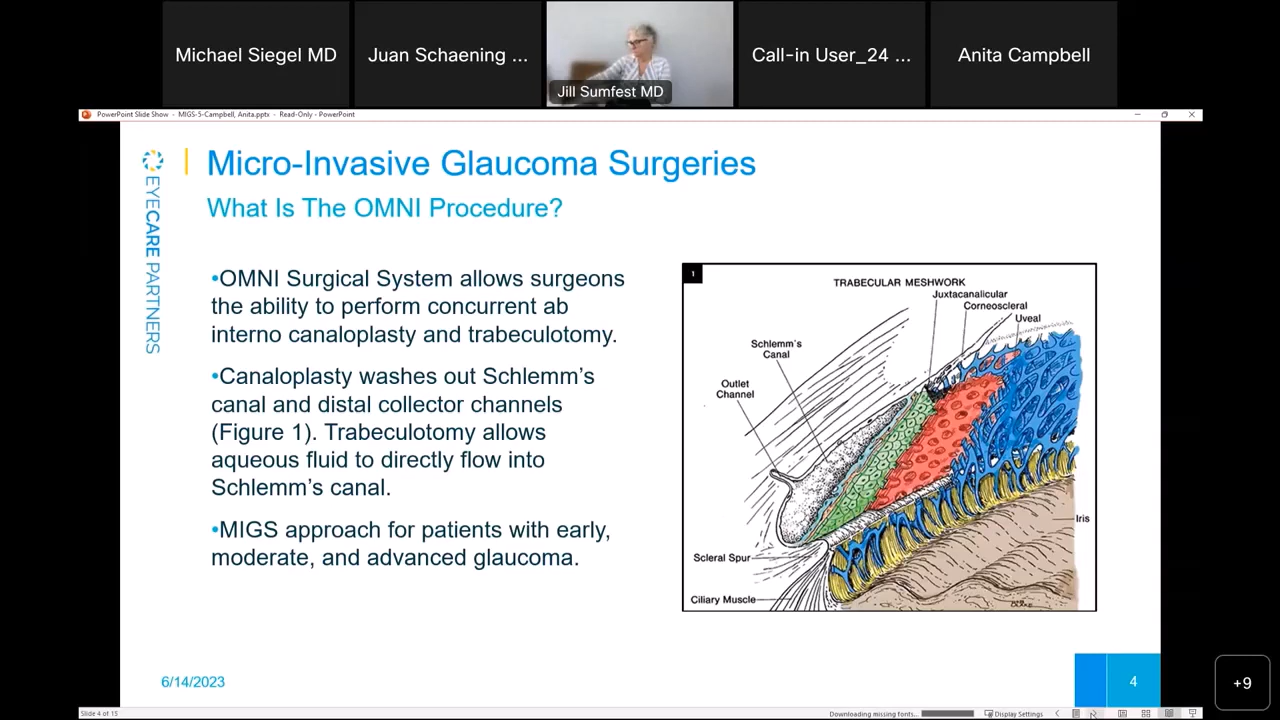 Michael Siegel MD
Juan Schaening ...
Jill Sumfest MD
Call-in User_24 ...
Anita Campbell
PowerPoint Slide Show - MIGS-5-Campbell, Anita.pptx - Read-Only - PowerPoint
EYECARE PARTNERS
Micro-Invasive Glaucoma Surgeries
What Is The OMNI Procedure?
•OMNI Surgical System allows surgeons
the ability to perform concurrent ab
interno canaloplasty and trabeculotomy.
•Canaloplasty washes out Schlemm's
canal and distal collector channels
(Figure 1). Trabeculotomy allows
aqueous fluid to directly flow into
Schlemm's canal.
•MIGS approach for patients with early,
moderate, and advanced glaucoma.
1
TRABECULAR MESHWORK
Juxtacanalicular
Corneoscleral
Uveal
Schlemm's
Canal
Outlet
Channel
Iris
Scleral Spur
Ciliary Muscle
6/14/2023
4
+9
Slide 4 of 15
Downloading missing fonts...
Display Settings